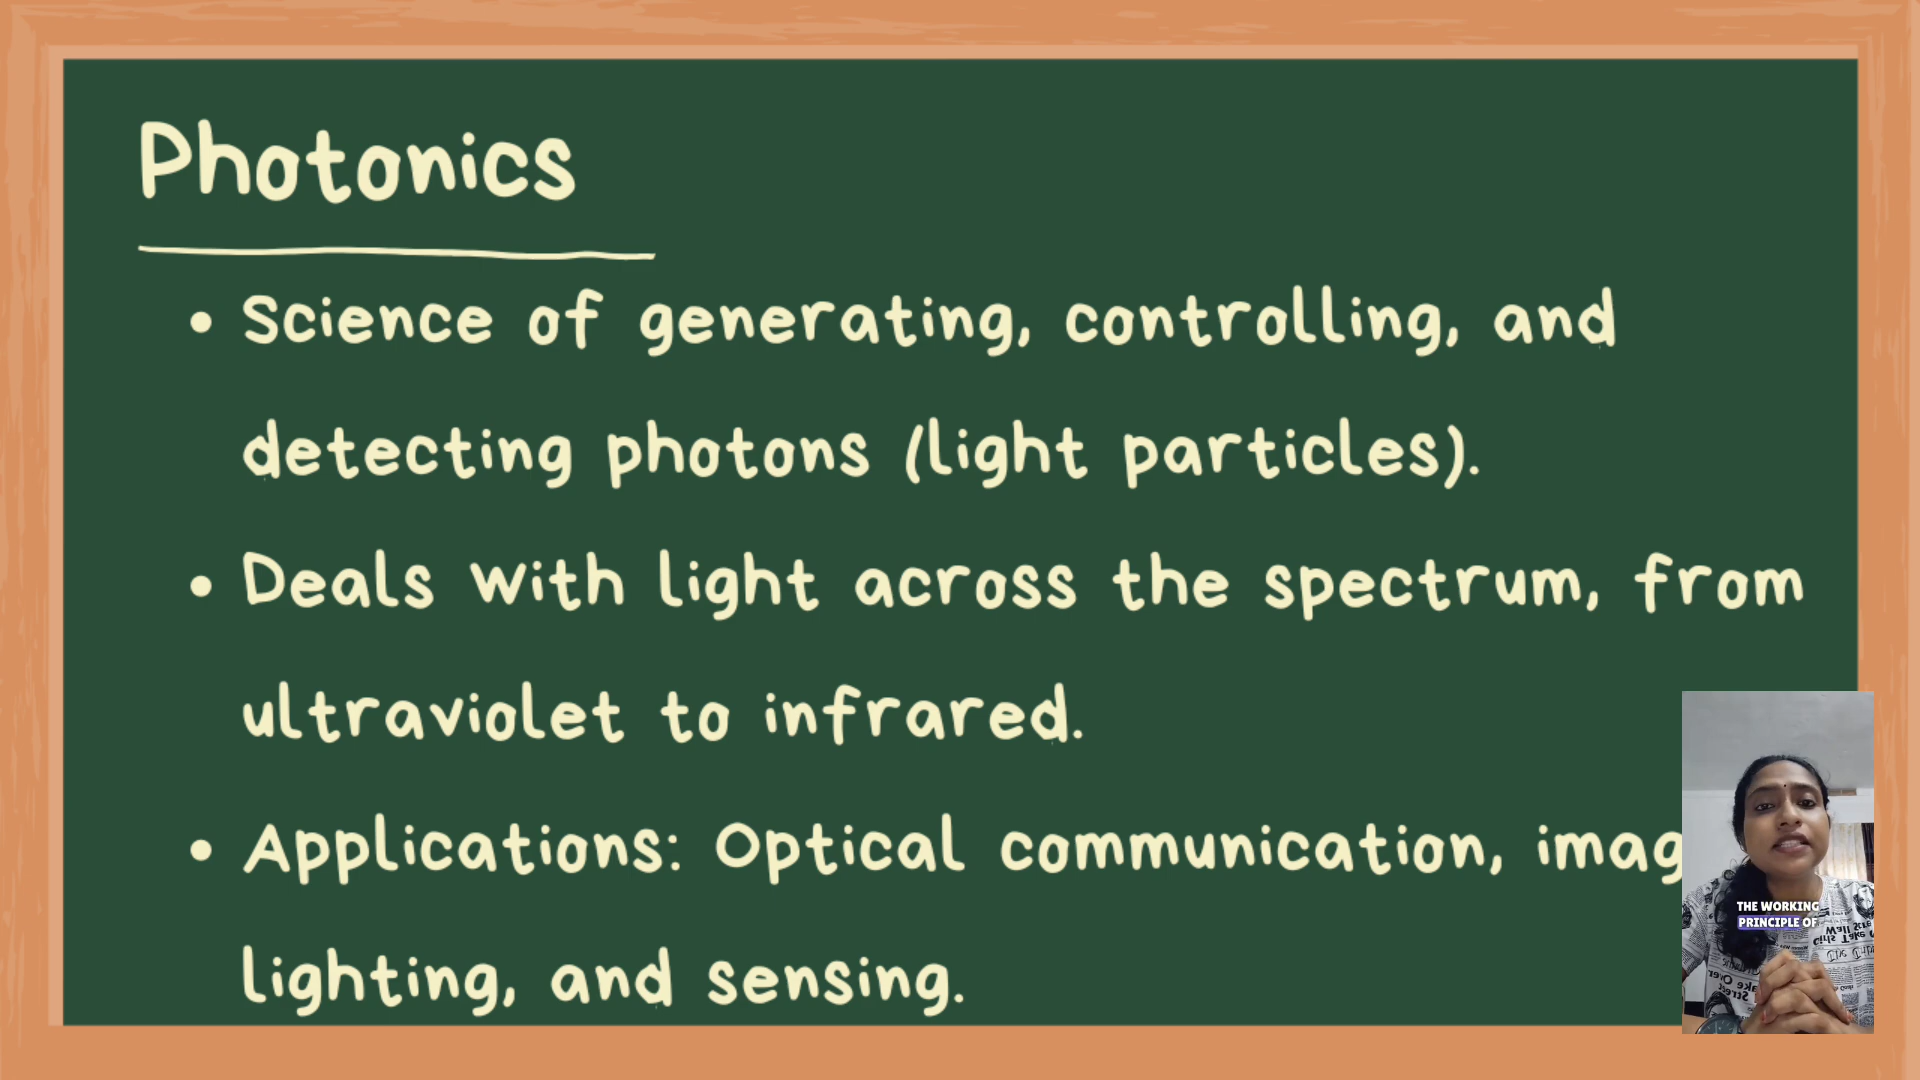 Photonics
• Science of generating, controlling, and
detecting photons (light particles).
• Deals with light across the spectrum, from
ultraviolet to infrared.
• Applications: Optical communication, imag
lighting, and sensing.
THE WORKING
PRINCIPLE OF